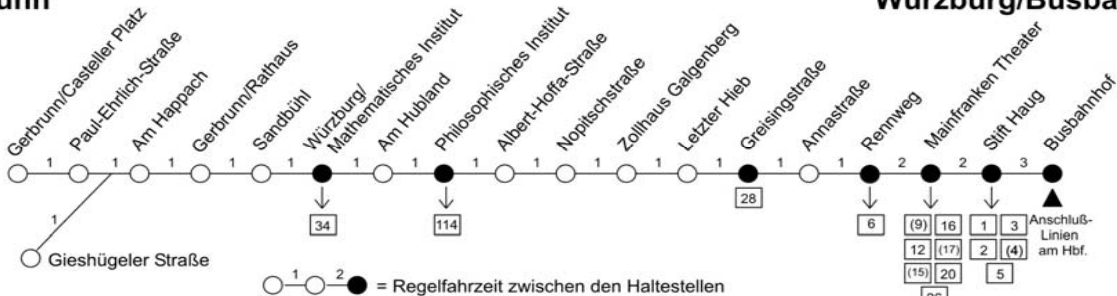 Gerbrunn/Casteller Platz
Paul-Ehrlich-Straße
Am Happach
Gerbrunn/Rathaus
Sandbühl
Würzburg/
Mathematisches Institut
Am Hubland
Philosophisches Institut
Albert-Hoffa-Straße
Nopitschstraße
Zollhaus Galgenberg
Letzter Hieb
Greisingstraße
Annastraße
Rennweg
Mainfranken Theater
Stift Haug
Busbahnhof
1 1 1 1 1 1 1 1 1 1 1 1 1 1 2 2 3
1
Gieshügeler Straße
34
114
28
6
(9) 16
12 (17)
(15) 20
1 3
2 (4)
5
Anschluß-
Linien
am Hbf.
1 2 = Regelfahrzeit zwischen den Haltestellen